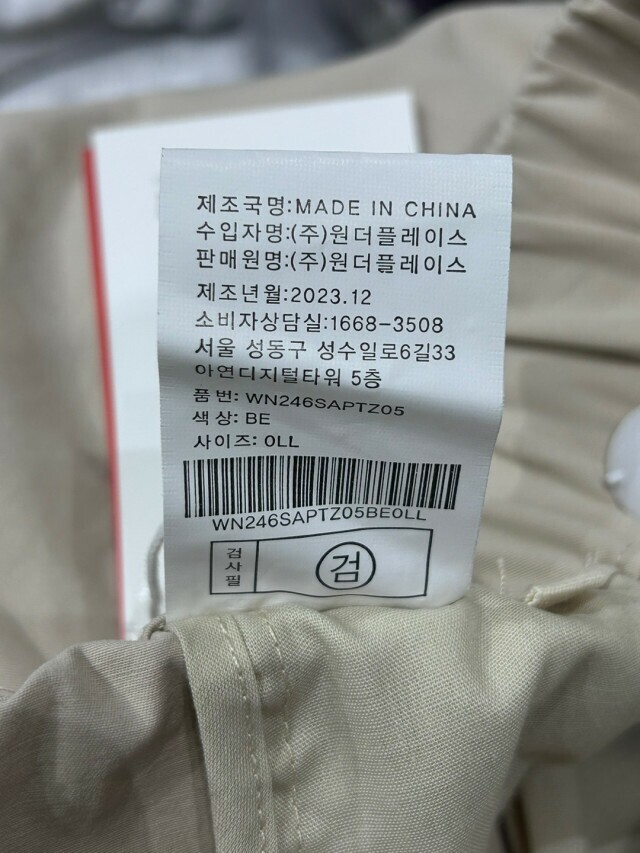 제조국명:MADE IN CHINA
수입자명:(주)원더플레이스
판매원명:(주)원더플레이스
제조년월:2023.12
소비자상담실:1668-3508
서울 성동구 성수일로6길33
아연디지털타워 5층
품 번: WN246SAPTZ05
색 상: BE
사이즈: 0LL
WN246SAPTZ05BE0LL
검사필
검